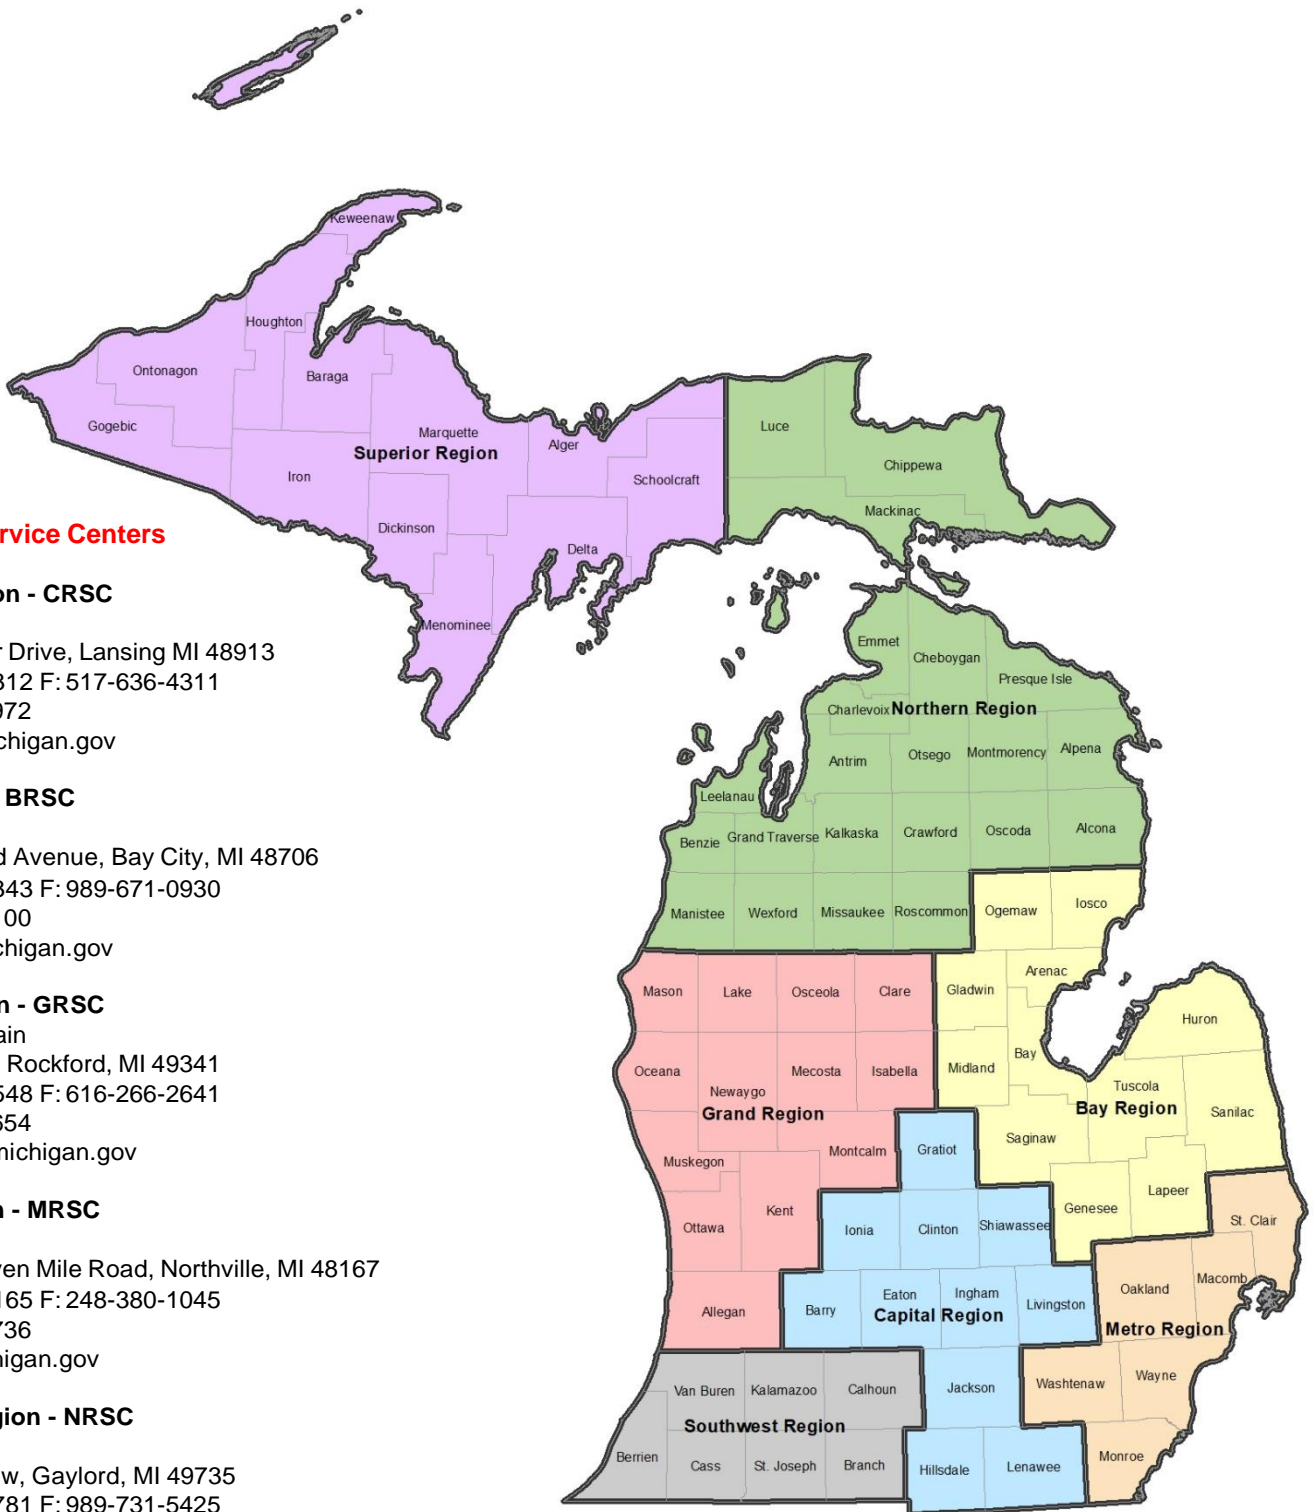 rvice Centers
on - CRSC
r Drive, Lansing MI 48913
312 F: 517-636-4311
972
chigan.gov
BRSC
d Avenue, Bay City, MI 48706
343 F: 989-671-0930
100
chigan.gov
n - GRSC
ain
Rockford, MI 49341
548 F: 616-266-2641
654
michigan.gov
n - MRSC
ven Mile Road, Northville, MI 48167
165 F: 248-380-1045
736
higan.gov
gion - NRSC
w, Gaylord, MI 49735
781 F: 989-731-5425
Keweenaw
Houghton
Ontonagon
Baraga
Gogebic
Marquette
Superior Region
Alger
Iron
Schoolcraft
Dickinson
Delta
Menominee
Luce
Chippewa
Mackinac
Emmet
Cheboygan
Presque Isle
Charlevoix
Northern Region
Antrim
Otsego
Montmorency
Alpena
Leelanau
Benzie
Grand Traverse
Kalkaska
Crawford
Oscoda
Alcona
Manistee
Wexford
Missaukee
Roscommon
Ogemaw
Iosco
Mason
Lake
Osceola
Clare
Gladwin
Arenac
Huron
Oceana
Newaygo
Mecosta
Isabella
Midland
Bay
Tuscola
Sanilac
Grand Region
Bay Region
Muskegon
Montcalm
Gratiot
Saginaw
Ottawa
Kent
Ionia
Clinton
Shiawassee
Genesee
Lapeer
St. Clair
Allegan
Barry
Eaton
Ingham
Livingston
Oakland
Macomb
Capital Region
Metro Region
Van Buren
Kalamazoo
Calhoun
Jackson
Washtenaw
Wayne
Southwest Region
Berrien
Cass
St. Joseph
Branch
Hillsdale
Lenawee
Monroe